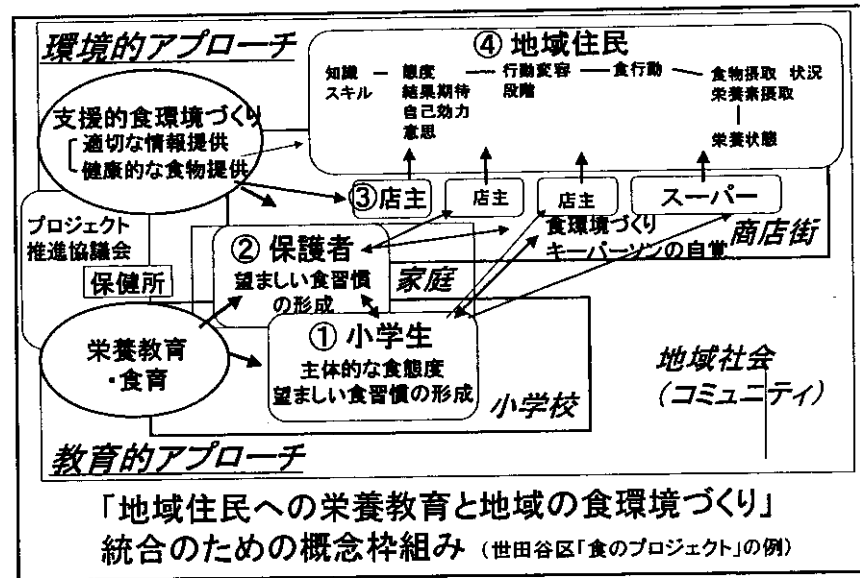 環境的アプローチ
④ 地域住民
知識 ― 態度 ― 行動変容 ― 食行動 ― 食物摂取 状況
スキル 結果期待 段階 栄養素摂取
自己効力
意思 栄養状態
支援的食環境づくり
適切な情報提供
健康的な食物提供
③店主 店主 店主 スーパー
食環境づくり
キーパーソンの自覚
商店街
プロジェクト
推進協議会
保健所
② 保護者
望ましい食習慣
の形成
家庭
① 小学生
主体的な食態度
望ましい食習慣の形成
小学校
栄養教育
・食育
地域社会
(コミュニティ)
教育的アプローチ
「地域住民への栄養教育と地域の食環境づくり」
統合のための概念枠組み (世田谷区「食のプロジェクト」の例)